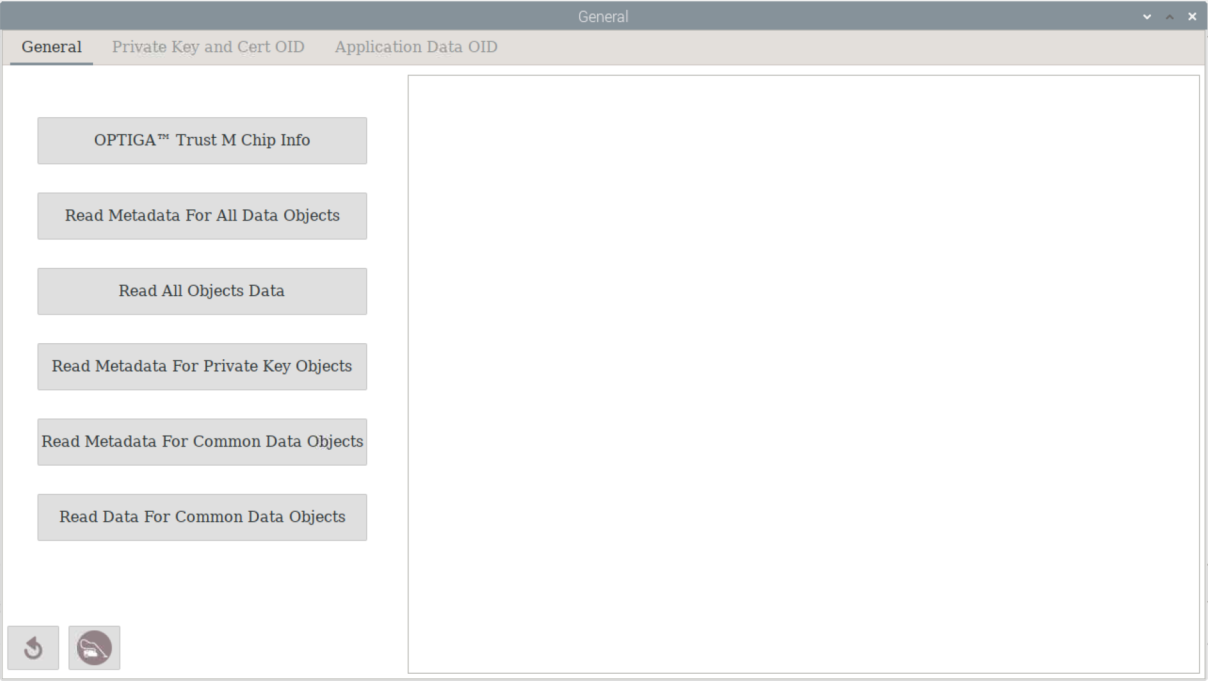 General
General Private Key and Cert OID Application Data OID
OPTIGA™ Trust M Chip Info
Read Metadata For All Data Objects
Read All Objects Data
Read Metadata For Private Key Objects
Read Metadata For Common Data Objects
Read Data For Common Data Objects